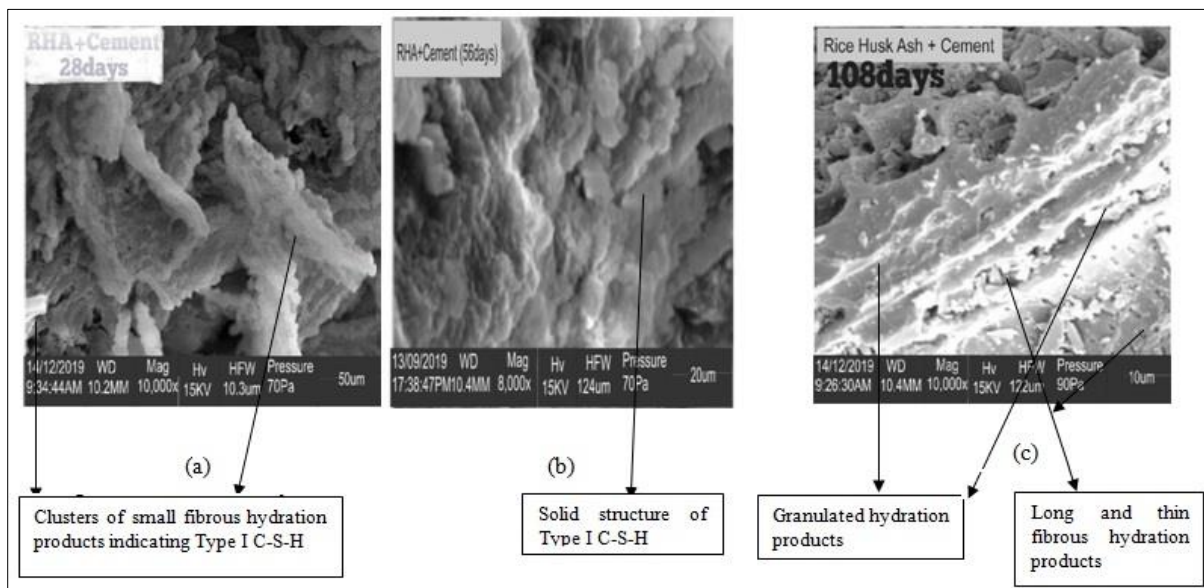 RHA+Cement
28days
14/12/2019 WD Mag Hv HFW Pressure
9:34:44AM 10.2MM 10,000x 15KV 10.3um 70Pa 50um
RHA+Cement (56days)
13/09/2019 WD Mag Hv HFW Pressure
17:38:47PM 10.4MM 8,000x 15KV 124um 70Pa 20um
Rice Husk Ash + Cement
108days
14/12/2019 WD Mag Hv HFW Pressure
9:26:30AM 10.4MM 10,000x 15KV 122um 90Pa 10um
(a)
(b)
(c)
Clusters of small fibrous hydration
products indicating Type I C-S-H
Solid structure of
Type I C-S-H
Granulated hydration
products
Long and thin
fibrous hydration
products